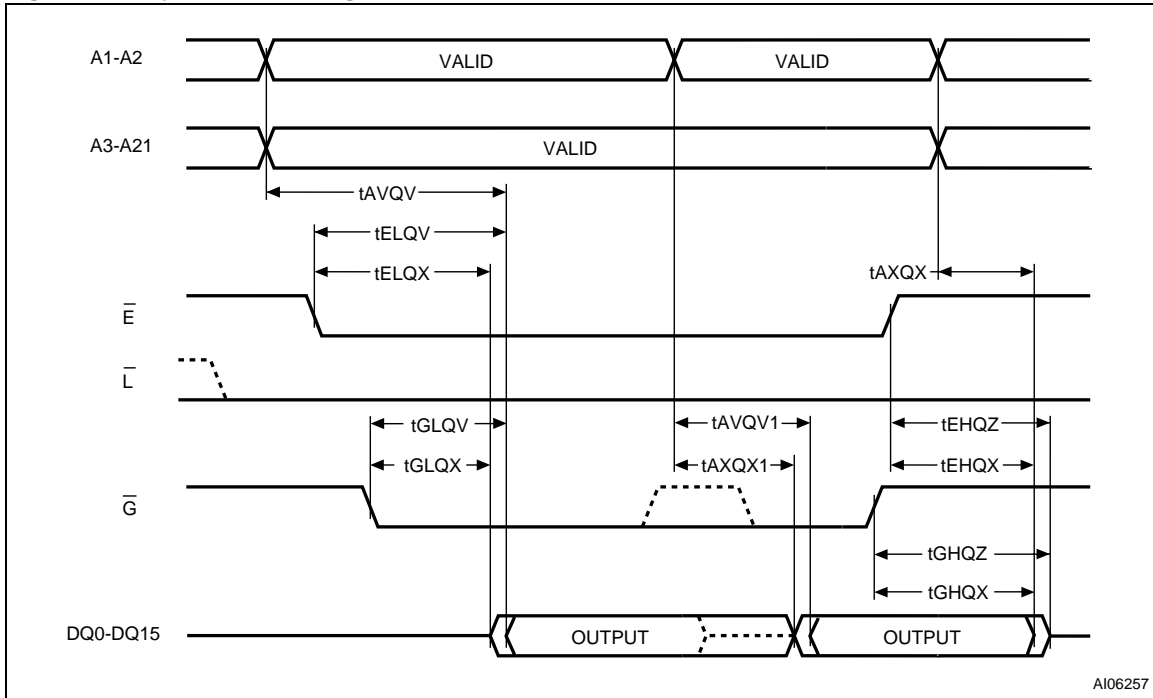 A1-A2
VALID
VALID
A3-A21
VALID
tAVQV
tELQV
tELQX
tAXQX
E
L
tGLQV
tAVQV1
tEHQZ
tGLQX
tAXQX1
tEHQX
G
tGHQZ
tGHQX
DQ0-DQ15
OUTPUT
OUTPUT
AI06257